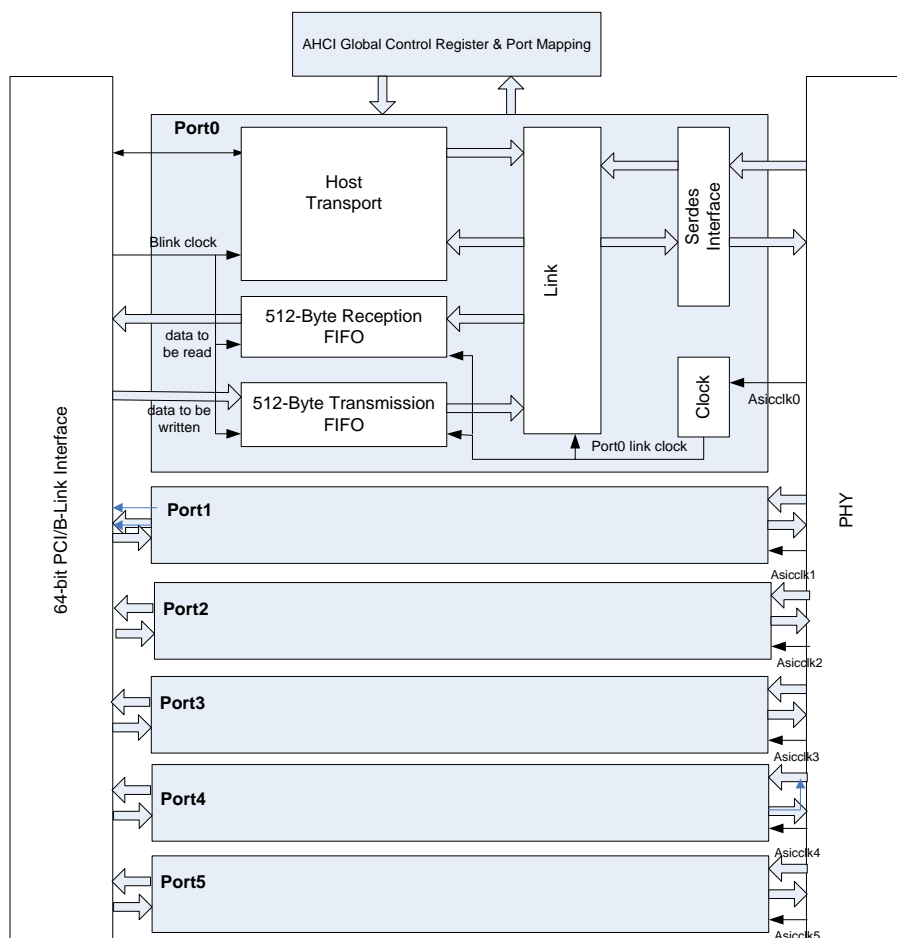 AHCI Global Control Register & Port Mapping
Port0
Host
Transport
Blink clock
512-Byte Reception
FIFO
data to
be read
512-Byte Transmission
FIFO
data to be
written
Link
Serdes
Interface
Clock
Asicclk0
Port0 link clock
64-bit PCI/B-Link Interface
PHY
Port1
Asicclk1
Port2
Asicclk2
Port3
Asicclk3
Port4
Asicclk4
Port5
Asicclk5